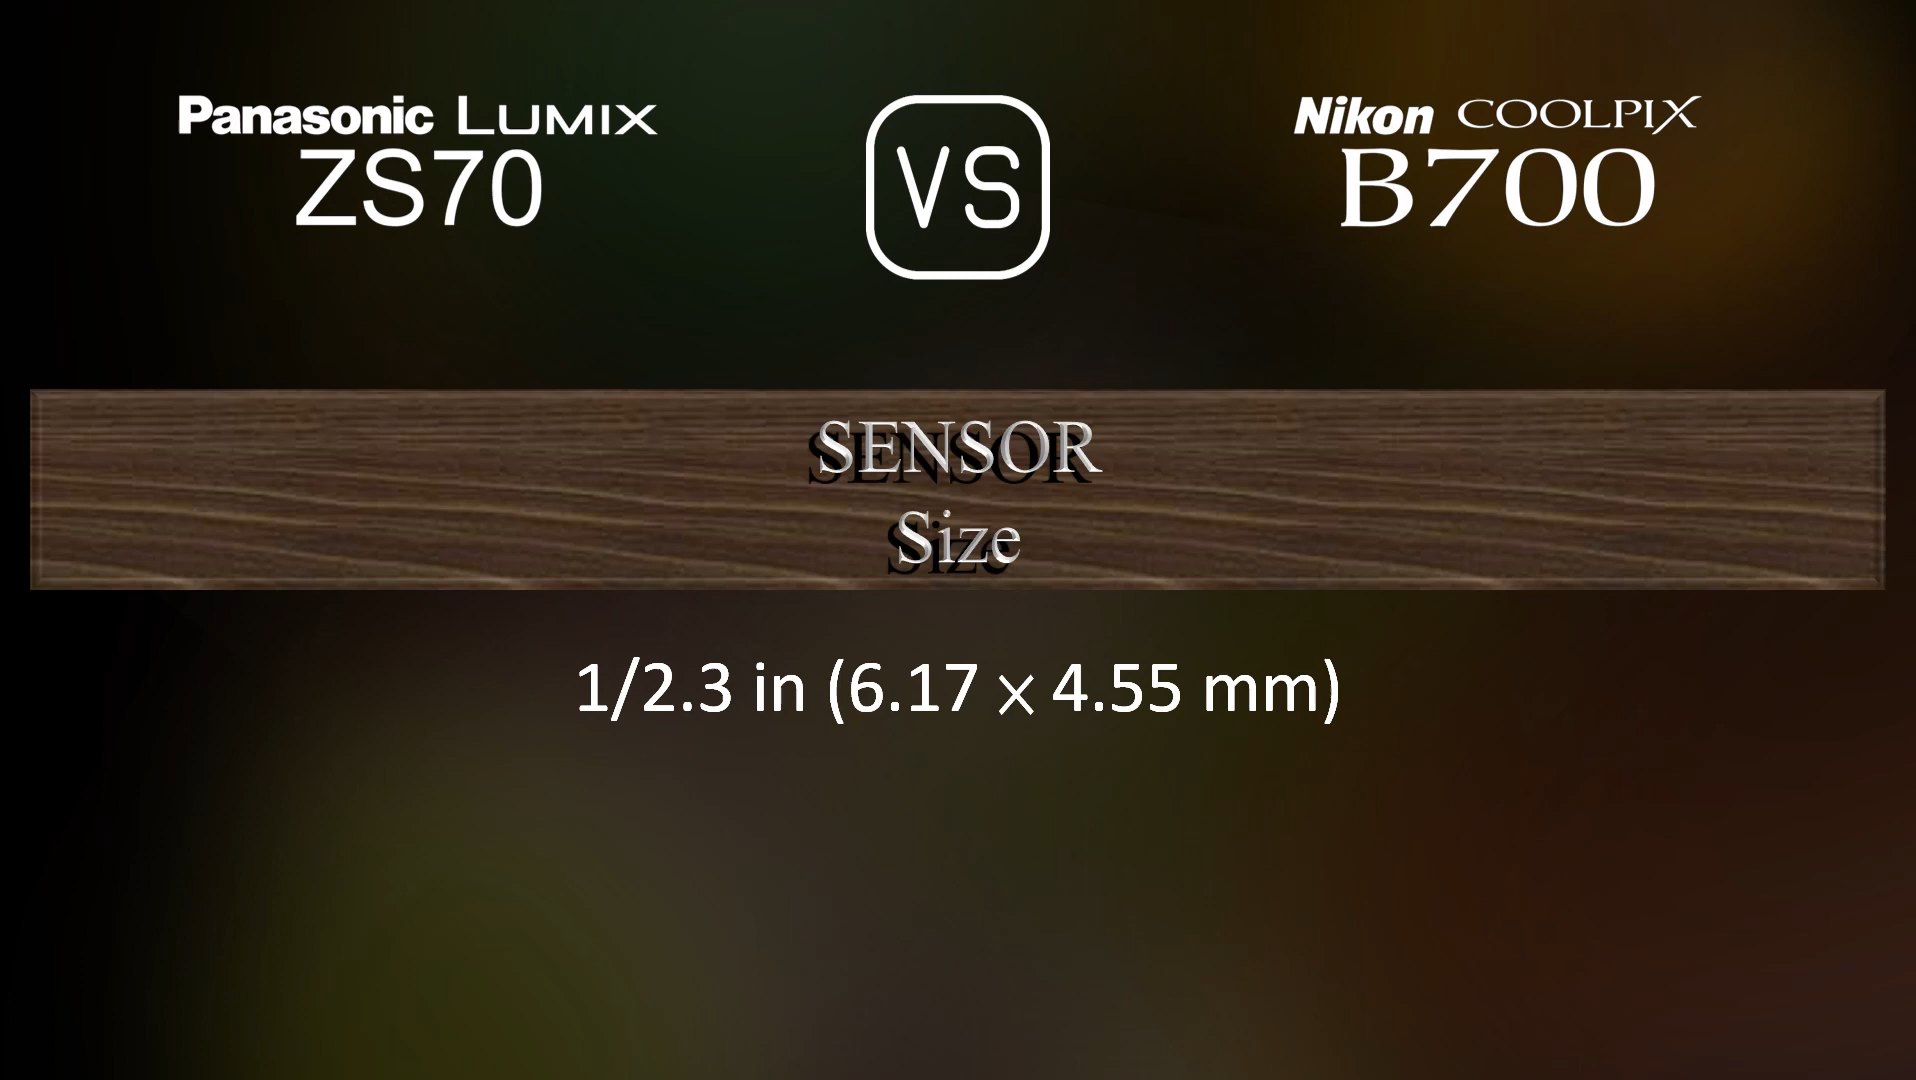 Panasonic LUMIX
ZS70
VS
Nikon COOLPIX
B700
SENSOR
Size
1/2.3 in (6.17 x 4.55 mm)